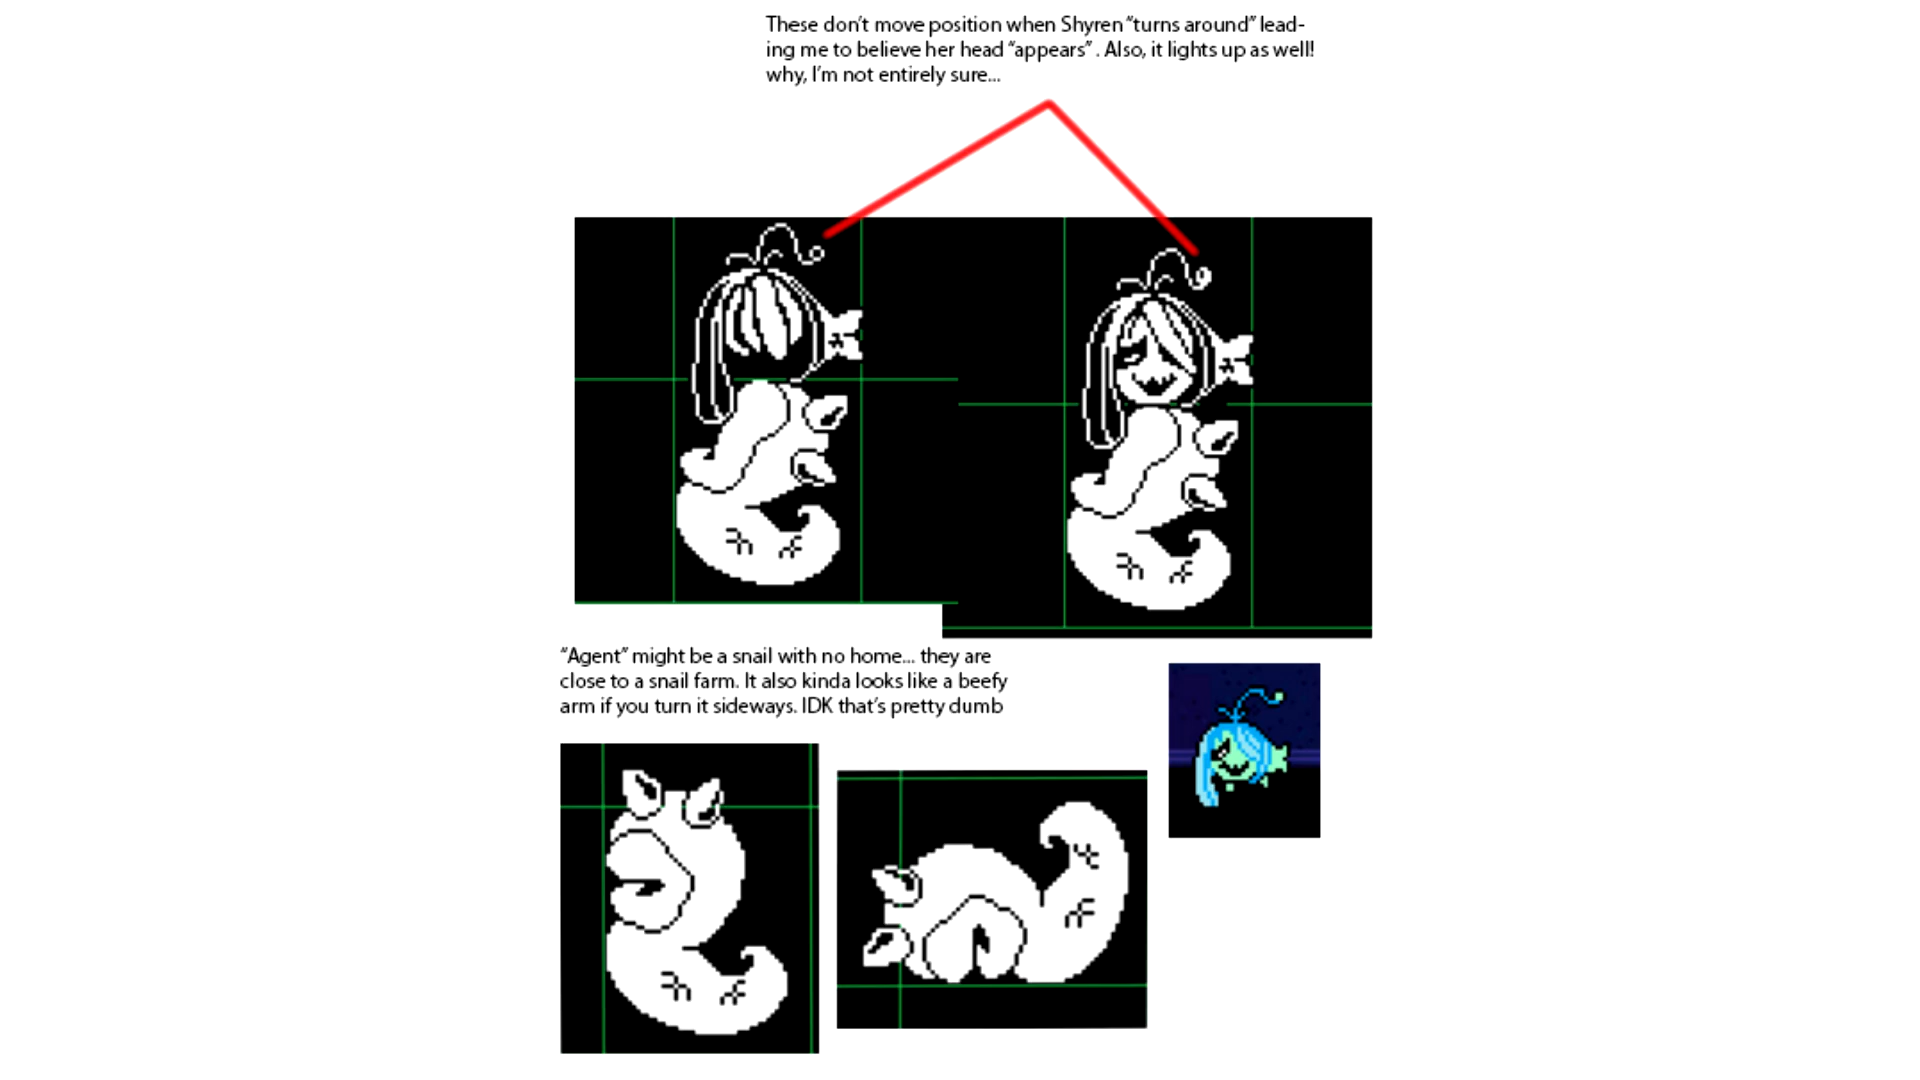 These don’t move position when Shyren “turns around” lead-
ing me to believe her head “appears” . Also, it lights up as well!
why, I’m not entirely sure...
“Agent” might be a snail with no home... they are
close to a snail farm. It also kinda looks like a beefy
arm if you turn it sideways. IDK that’s pretty dumb